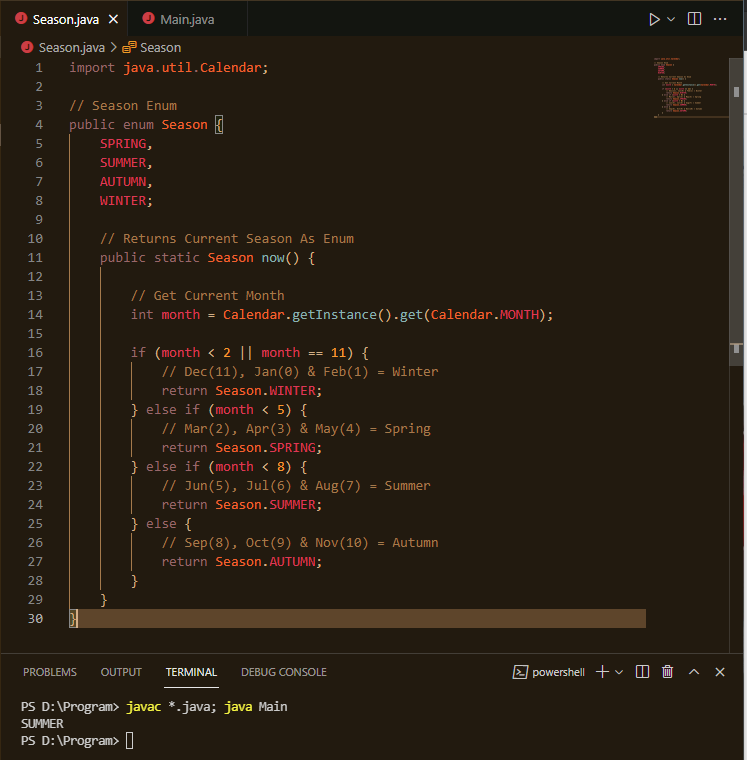 Season.java
Main.java
Season.java > Season
1 import java.util.Calendar;
2
3 // Season Enum
4 public enum Season {
5     SPRING,
6     SUMMER,
7     AUTUMN,
8     WINTER;
9
10     // Returns Current Season As Enum
11     public static Season now() {
12
13         // Get Current Month
14         int month = Calendar.getInstance().get(Calendar.MONTH);
15
16         if (month < 2 || month == 11) {
17             // Dec(11), Jan(0) & Feb(1) = Winter
18             return Season.WINTER;
19         } else if (month < 5) {
20             // Mar(2), Apr(3) & May(4) = Spring
21             return Season.SPRING;
22         } else if (month < 8) {
23             // Jun(5), Jul(6) & Aug(7) = Summer
24             return Season.SUMMER;
25         } else {
26             // Sep(8), Oct(9) & Nov(10) = Autumn
27             return Season.AUTUMN;
28         }
29     }
30 }
PROBLEMS OUTPUT TERMINAL DEBUG CONSOLE powershell
PS D:\Program> javac *.java; java Main
SUMMER
PS D:\Program>